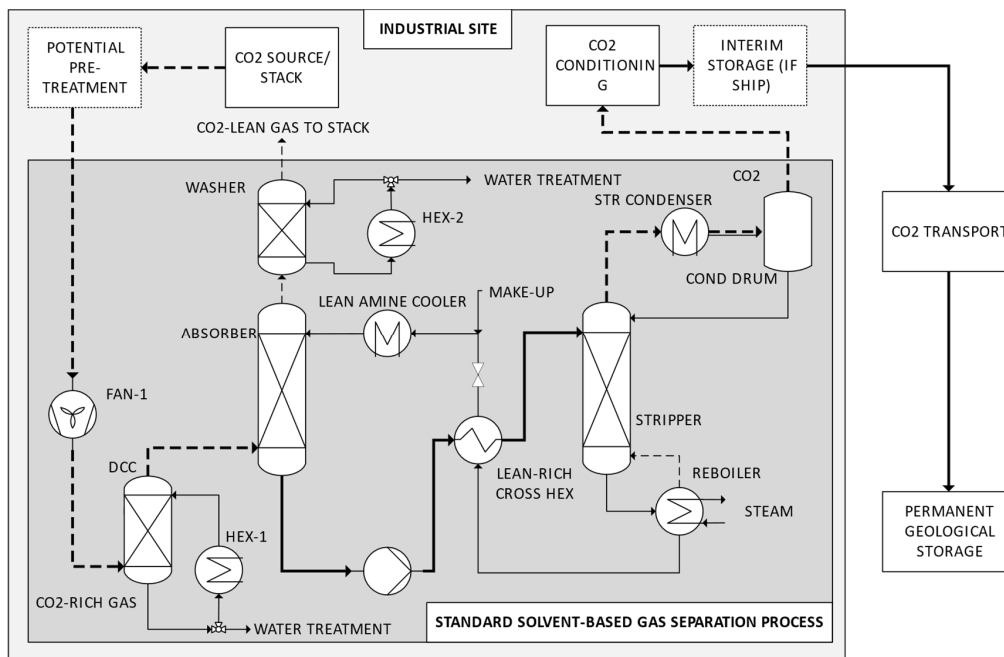 INDUSTRIAL SITE
POTENTIAL
PRE-
TREATMENT
CO2 SOURCE/
STACK
CO2
CONDITIONIN
G
INTERIM
STORAGE (IF
SHIP)
CO2-LEAN GAS TO STACK
WASHER
WATER TREATMENT
HEX-2
STR CONDENSER
CO2
COND DRUM
CO2 TRANSPORT
LEAN AMINE COOLER
MAKE-UP
ABSORBER
FAN-1
STRIPPER
DCC
LEAN-RICH
CROSS HEX
REBOILER
STEAM
HEX-1
CO2-RICH GAS
WATER TREATMENT
PERMANENT
GEOLOGICAL
STORAGE
STANDARD SOLVENT-BASED GAS SEPARATION PROCESS